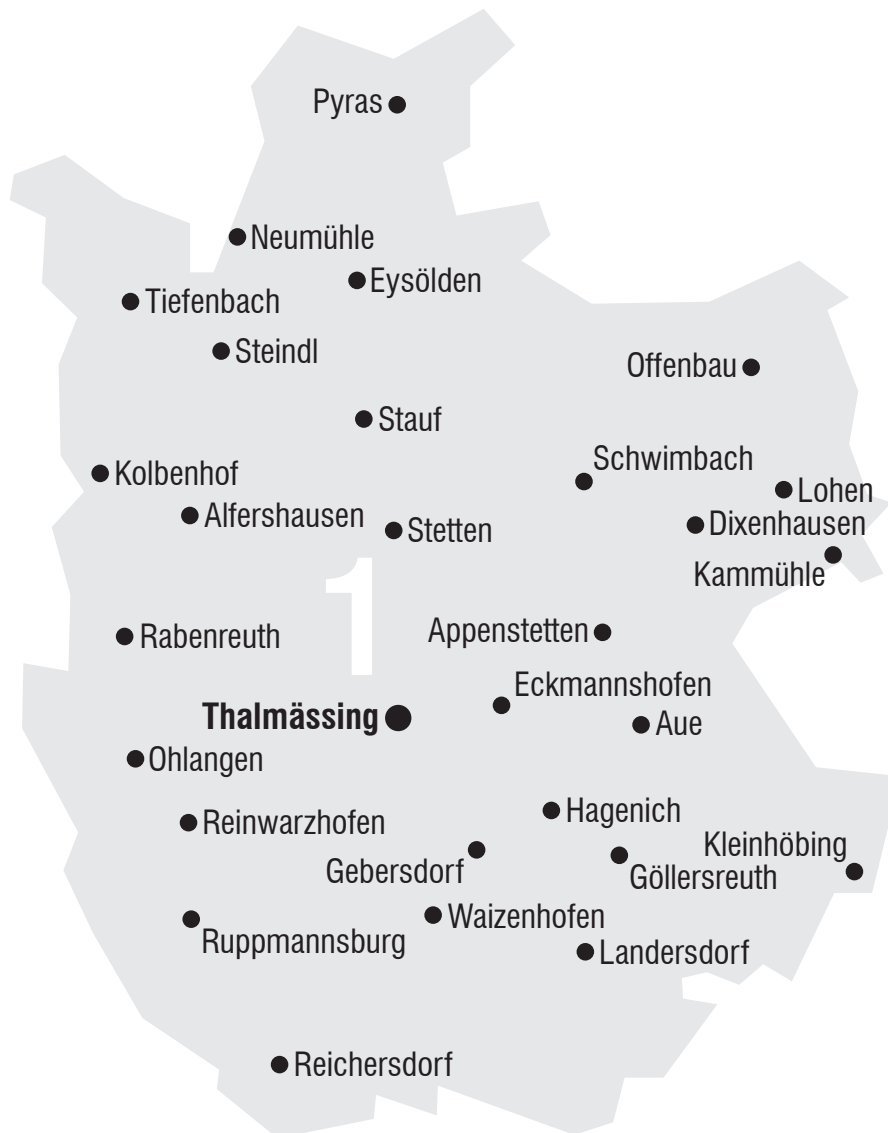 Pyras
Neumühle
Eysölden
Tiefenbach
Steindl
Offenbau
Stauf
Schwimbach
Kolbenhof
Lohen
Alfershausen
Dixenhausen
Stetten
Kammühle
1
Appenstetten
Rabenreuth
Eckmannshofen
Thalmässing
Aue
Ohlangen
Hagenich
Reinwarzhofen
Kleinhöbing
Gebersdorf
Göllersreuth
Waizenhofen
Ruppmannsburg
Landersdorf
Reichersdorf